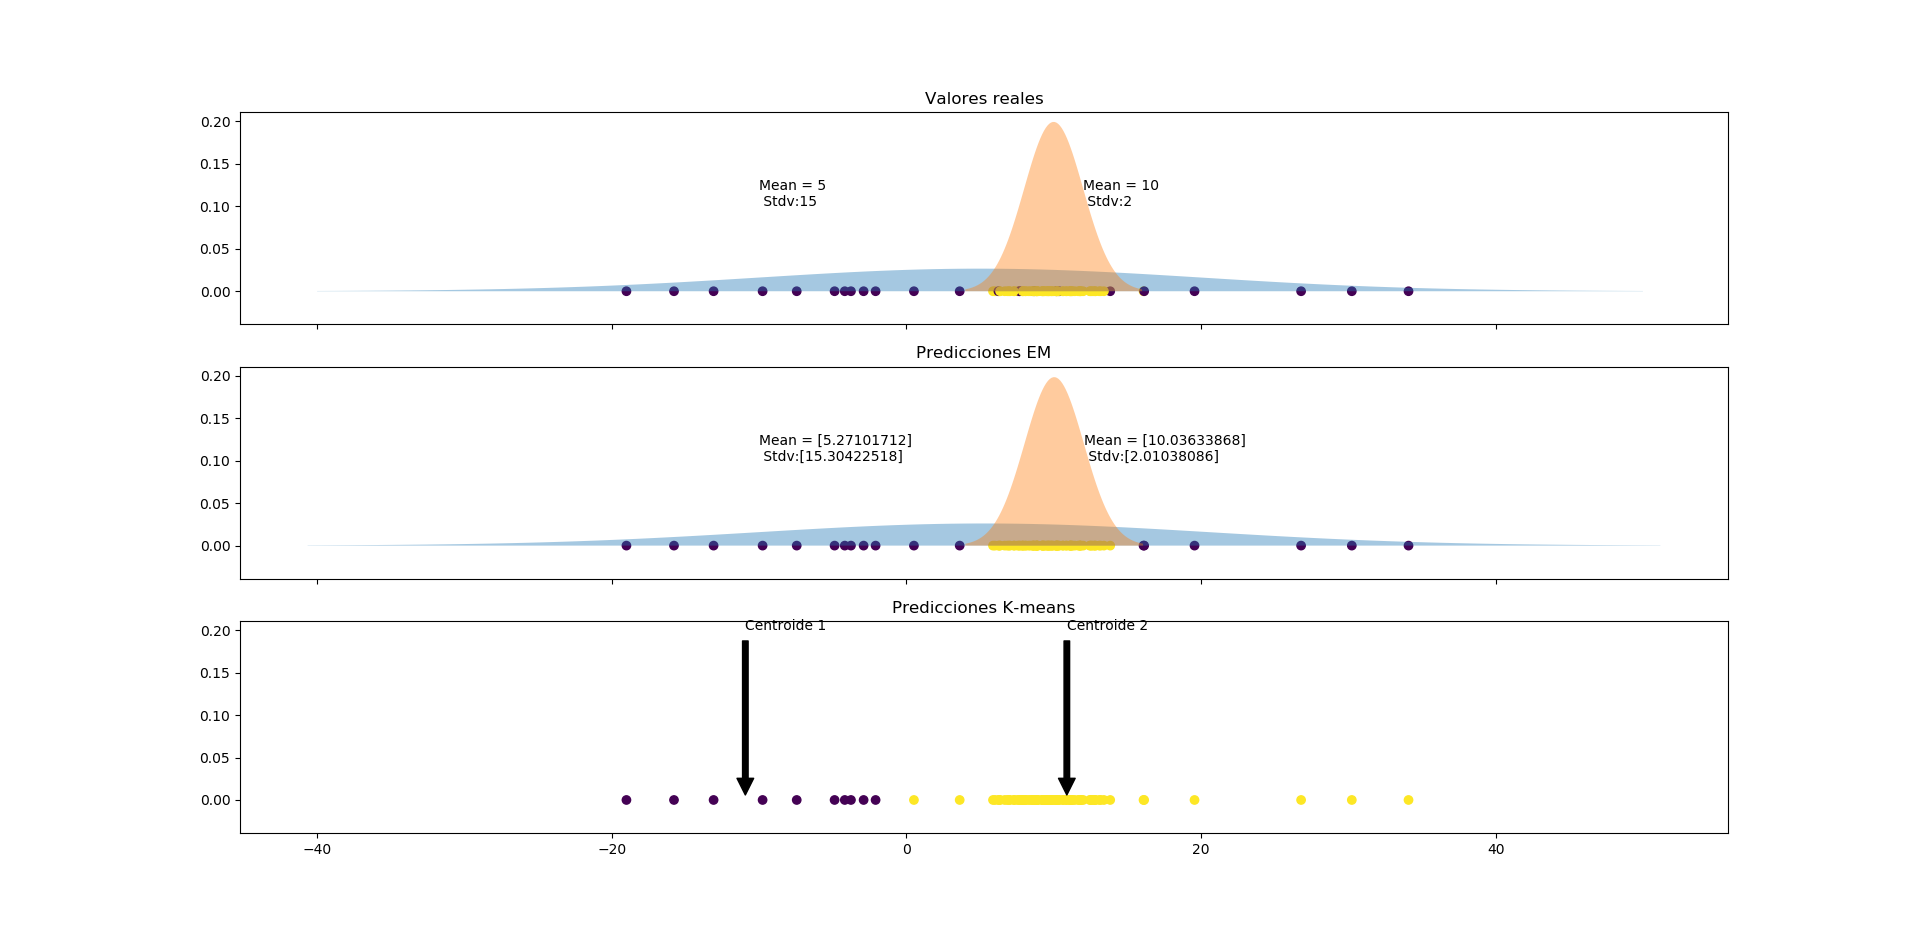 Valores reales
0.20
0.15
0.10
0.05
0.00
Mean = 5
Stdv:15
Mean = 10
Stdv:2
Predicciones EM
0.20
0.15
0.10
0.05
0.00
Mean = [5.27101712]
Stdv:[15.30422518]
Mean = [10.03633868]
Stdv:[2.01038086]
Predicciones K-means
0.20
0.15
0.10
0.05
0.00
Centroide 1
Centroide 2
−40
−20
0
20
40